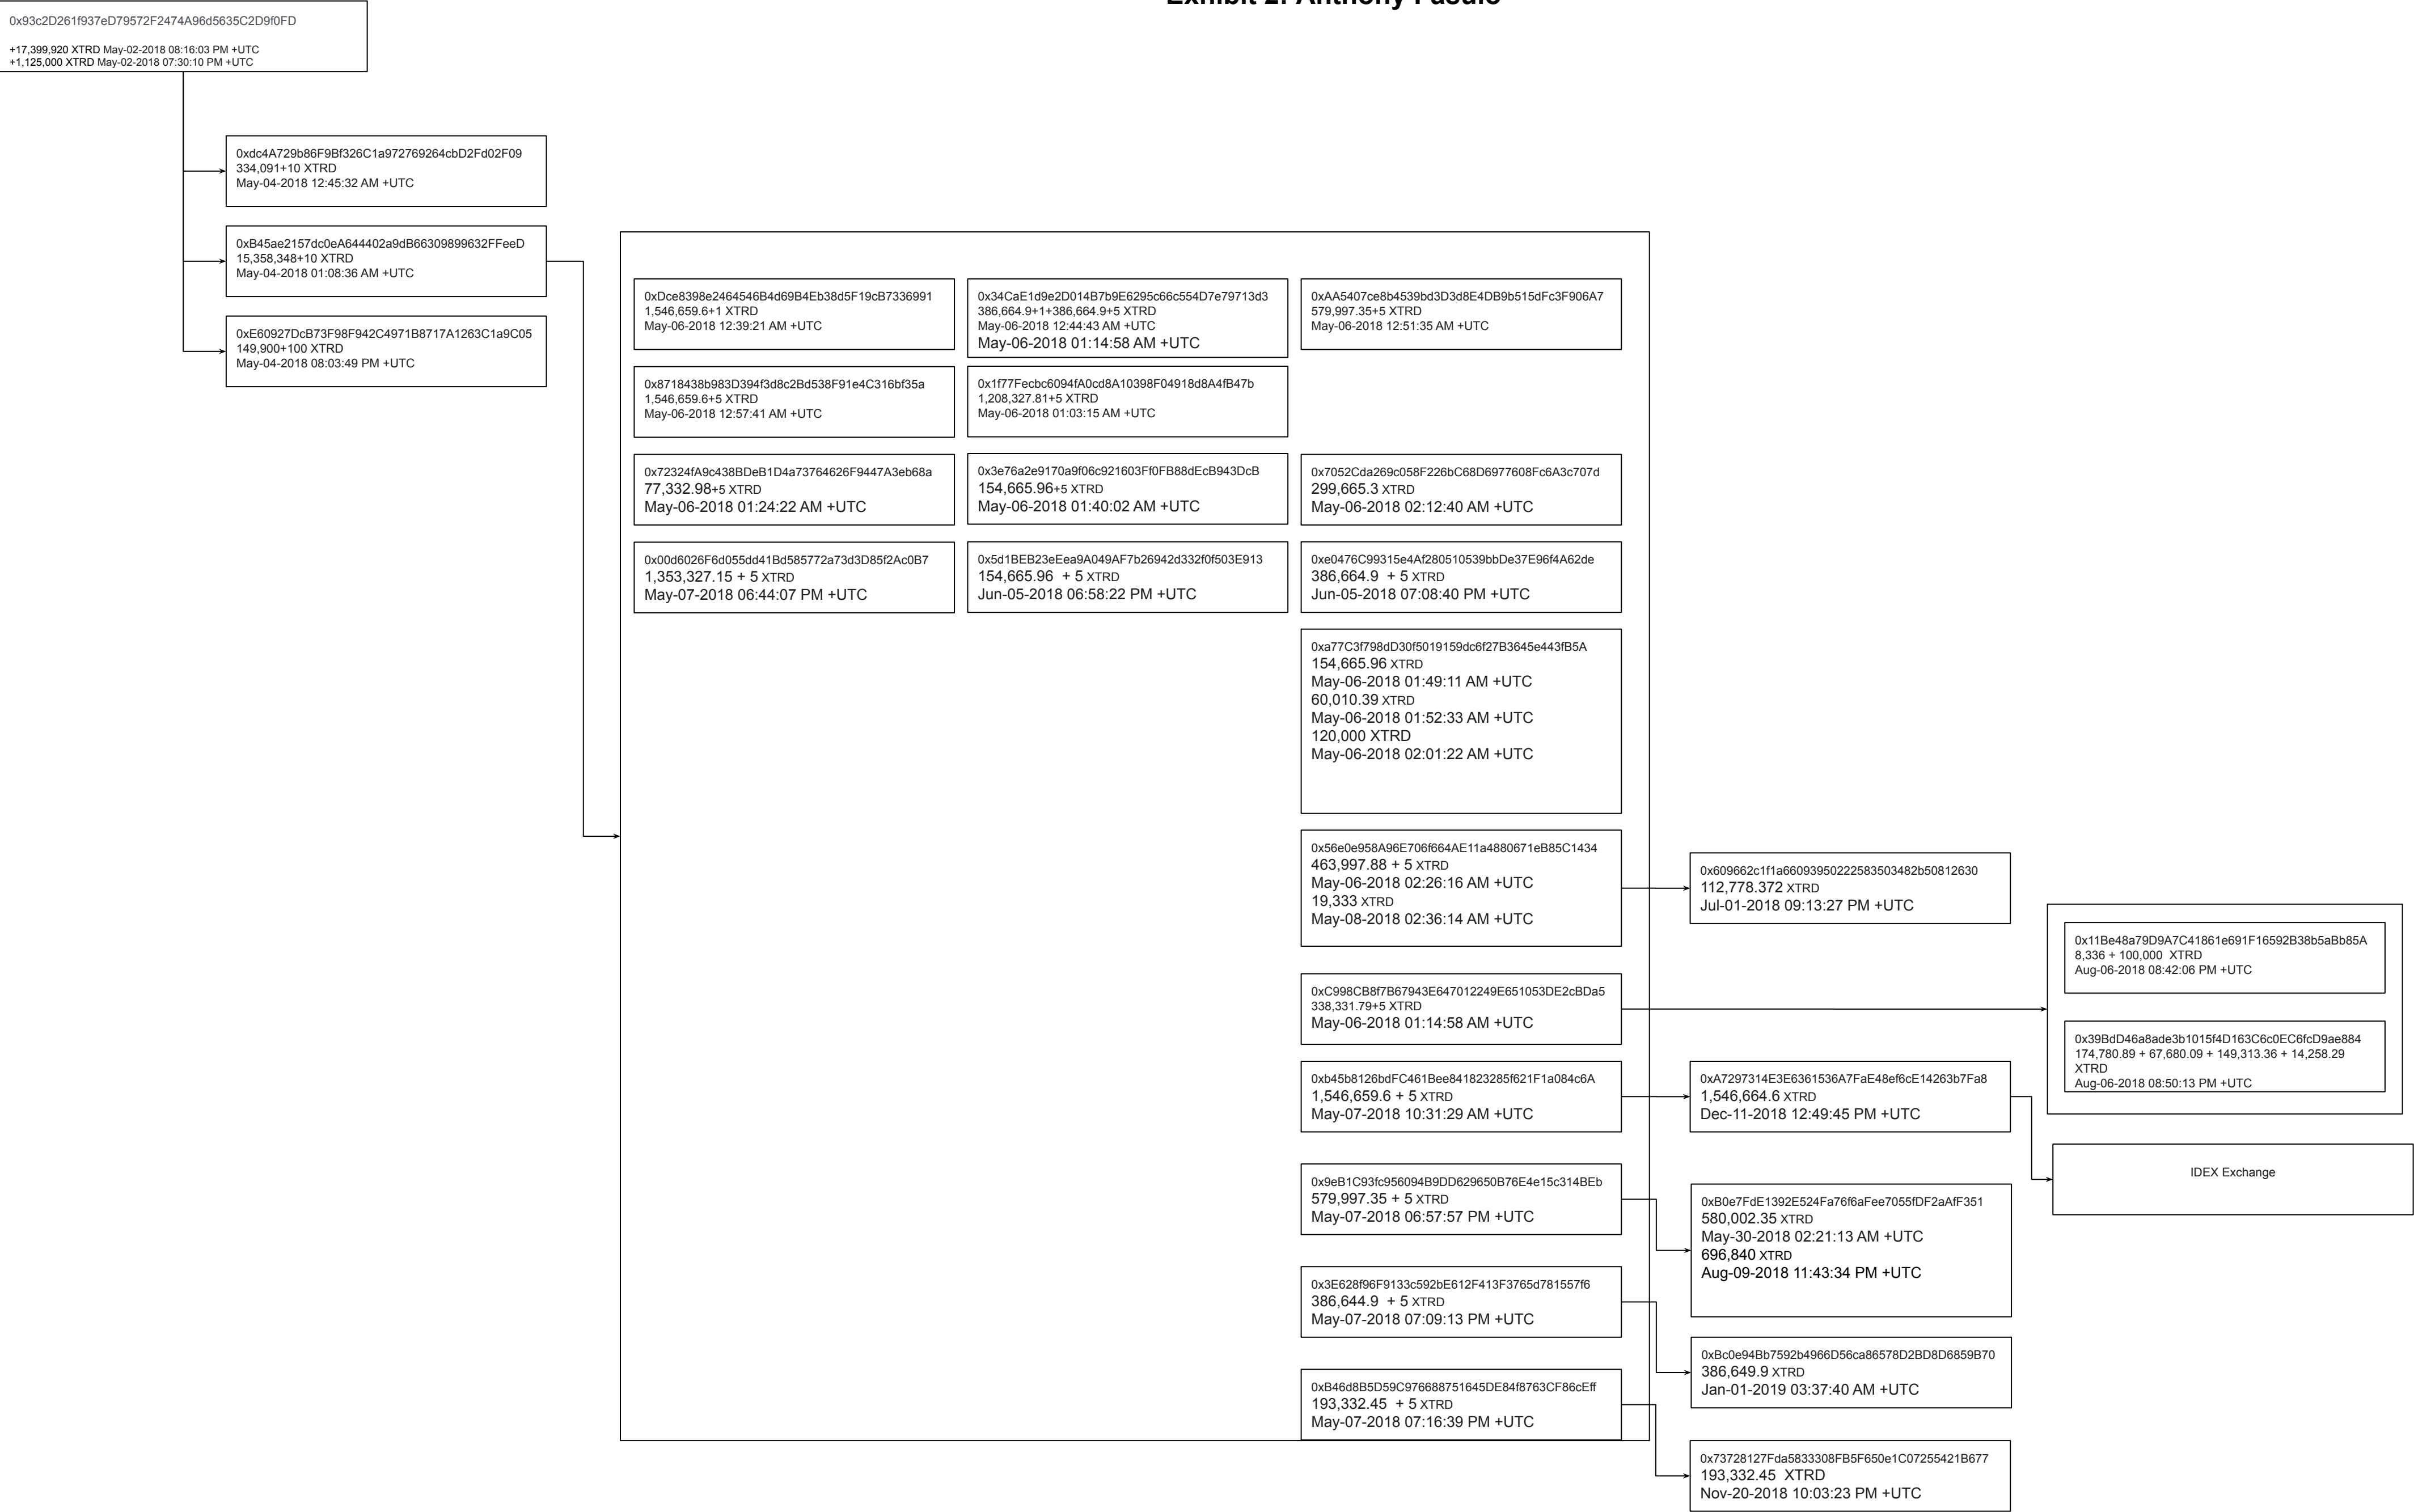 Exhibit 2: Anthony Fasulo
0x93c2D261f937eD79572F2474A96d5635C2D9f0FD
+17,399,920 XTRD May-02-2018 08:16:03 PM +UTC
+1,125,000 XTRD May-02-2018 07:30:10 PM +UTC
0xdc4A729b86F9Bf326C1a972769264cbD2Fd02F09
334,091+10 XTRD
May-04-2018 12:45:32 AM +UTC
0xB45ae2157dc0eA644402a9dB66309899632FFeeD
15,358,348+10 XTRD
May-04-2018 01:08:36 AM +UTC
0xE60927DcB73F98F942C4971B8717A1263C1a9C05
149,900+100 XTRD
May-04-2018 08:03:49 PM +UTC
0xDce8398e2464546B4d69B4Eb38d5F19cB7336991
1,546,659.6+1 XTRD
May-06-2018 12:39:21 AM +UTC
0x34CaE1d9e2D014B7b9E6295c66c554D7e79713d3
386,664.9+1+386,664.9+5 XTRD
May-06-2018 12:44:43 AM +UTC
May-06-2018 01:14:58 AM +UTC
0xAA5407ce8b4539bd3D3d8E4DB9b515dFc3F906A7
579,997.35+5 XTRD
May-06-2018 12:51:35 AM +UTC
0x8718438b983D394f3d8c2Bd538F91e4C316bf35a
1,546,659.6+5 XTRD
May-06-2018 12:57:41 AM +UTC
0x1f77Fecbc6094fA0cd8A10398F04918d8A4fB47b
1,208,327.81+5 XTRD
May-06-2018 01:03:15 AM +UTC
0x72324fA9c438BDeB1D4a73764626F9447A3eb68a
77,332.98+5 XTRD
May-06-2018 01:24:22 AM +UTC
0x3e76a2e9170a9f06c921603Ff0FB88dEcB943DcB
154,665.96+5 XTRD
May-06-2018 01:40:02 AM +UTC
0x7052Cda269c058F226bC68D6977608Fc6A3c707d
299,665.3 XTRD
May-06-2018 02:12:40 AM +UTC
0x00d6026F6d055dd41Bd585772a73d3D85f2Ac0B7
1,353,327.15 + 5 XTRD
May-07-2018 06:44:07 PM +UTC
0x5d1BEB23eEea9A049AF7b26942d332f0f503E913
154,665.96 + 5 XTRD
Jun-05-2018 06:58:22 PM +UTC
0xe0476C99315e4Af280510539bbDe37E96f4A62de
386,664.9 + 5 XTRD
Jun-05-2018 07:08:40 PM +UTC
0xa77C3f798dD30f5019159dc6f27B3645e443fB5A
154,665.96 XTRD
May-06-2018 01:49:11 AM +UTC
60,010.39 XTRD
May-06-2018 01:52:33 AM +UTC
120,000 XTRD
May-06-2018 02:01:22 AM +UTC
0x56e0e958A96E706f664AE11a4880671eB85C1434
463,997.88 + 5 XTRD
May-06-2018 02:26:16 AM +UTC
19,333 XTRD
May-08-2018 02:36:14 AM +UTC
0x609662c1f1a66093950222583503482b50812630
112,778.372 XTRD
Jul-01-2018 09:13:27 PM +UTC
0x11Be48a79D9A7C41861e691F16592B38b5aBb85A
8,336 + 100,000 XTRD
Aug-06-2018 08:42:06 PM +UTC
0xC998CB8f7B67943E647012249E651053DE2cBDa5
338,331.79+5 XTRD
May-06-2018 01:14:58 AM +UTC
0x39BdD46a8ade3b1015f4D163C6c0EC6fcD9ae884
174,780.89 + 67,680.09 + 149,313.36 + 14,258.29
XTRD
Aug-06-2018 08:50:13 PM +UTC
0xb45b8126bdFC461Bee841823285f621F1a084c6A
1,546,659.6 + 5 XTRD
May-07-2018 10:31:29 AM +UTC
0xA7297314E3E6361536A7FaE48ef6cE14263b7Fa8
1,546,664.6 XTRD
Dec-11-2018 12:49:45 PM +UTC
IDEX Exchange
0x9eB1C93fc956094B9DD629650B76E4e15c314BEb
579,997.35 + 5 XTRD
May-07-2018 06:57:57 PM +UTC
0xB0e7FdE1392E524Fa76f6aFee7055fDF2aAfF351
580,002.35 XTRD
May-30-2018 02:21:13 AM +UTC
696,840 XTRD
Aug-09-2018 11:43:34 PM +UTC
0x3E628f96F9133c592bE612F413F3765d781557f6
386,644.9 + 5 XTRD
May-07-2018 07:09:13 PM +UTC
0xBc0e94Bb7592b4966D56ca86578D2BD8D6859B70
386,649.9 XTRD
Jan-01-2019 03:37:40 AM +UTC
0xB46d8B5D59C976688751645DE84f8763CF86cEff
193,332.45 + 5 XTRD
May-07-2018 07:16:39 PM +UTC
0x73728127Fda5833308FB5F650e1C07255421B677
193,332.45 XTRD
Nov-20-2018 10:03:23 PM +UTC